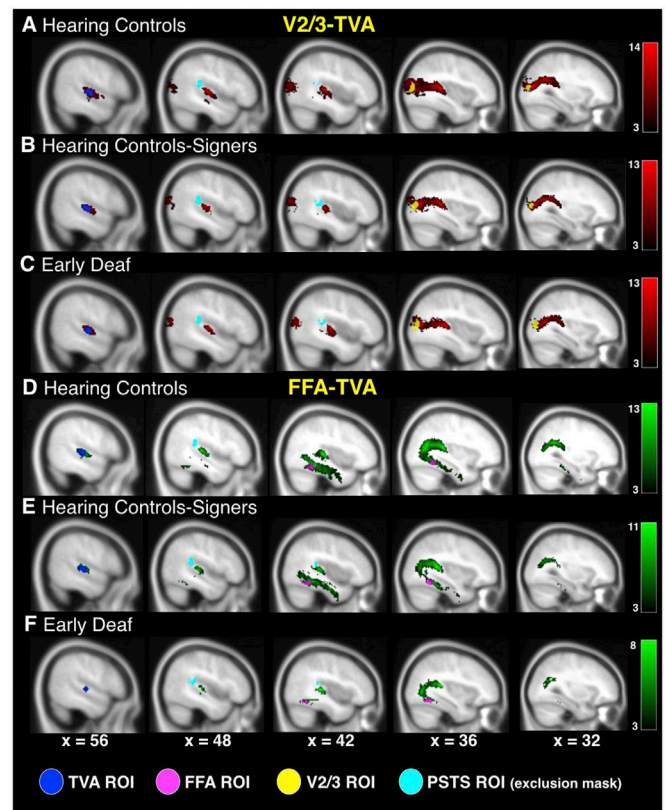 A Hearing Controls V2/3-TVA
14
3
B Hearing Controls-Signers
13
3
C Early Deaf
13
3
D Hearing Controls FFA-TVA
13
3
E Hearing Controls-Signers
11
3
F Early Deaf
8
3
x = 56 x = 48 x = 42 x = 36 x = 32
TVA ROI FFA ROI V2/3 ROI PSTS ROI (exclusion mask)